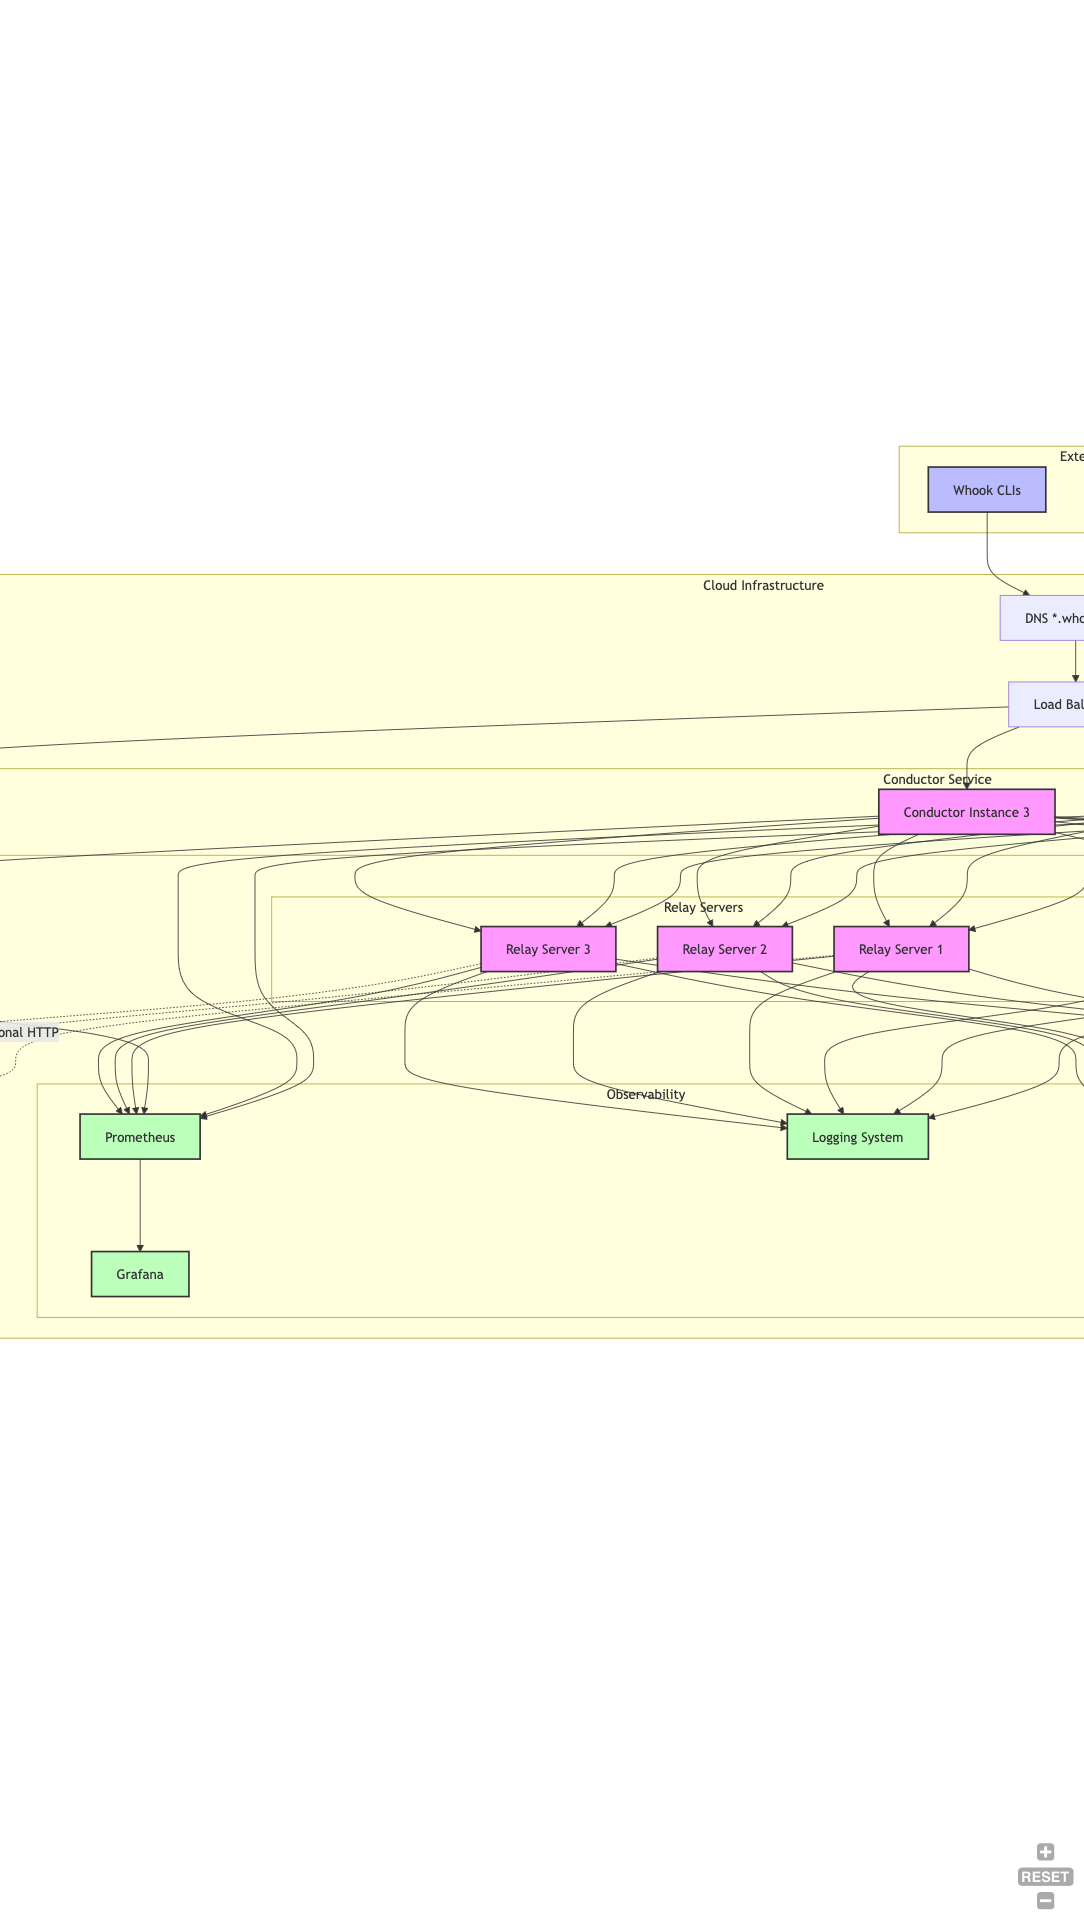 Exte
Whook CLIs
Cloud Infrastructure
DNS *.who
Load Bal
Conductor Service
Conductor Instance 3
Relay Servers
Relay Server 3
Relay Server 2
Relay Server 1
onal HTTP
Observability
Prometheus
Logging System
Grafana
RESET